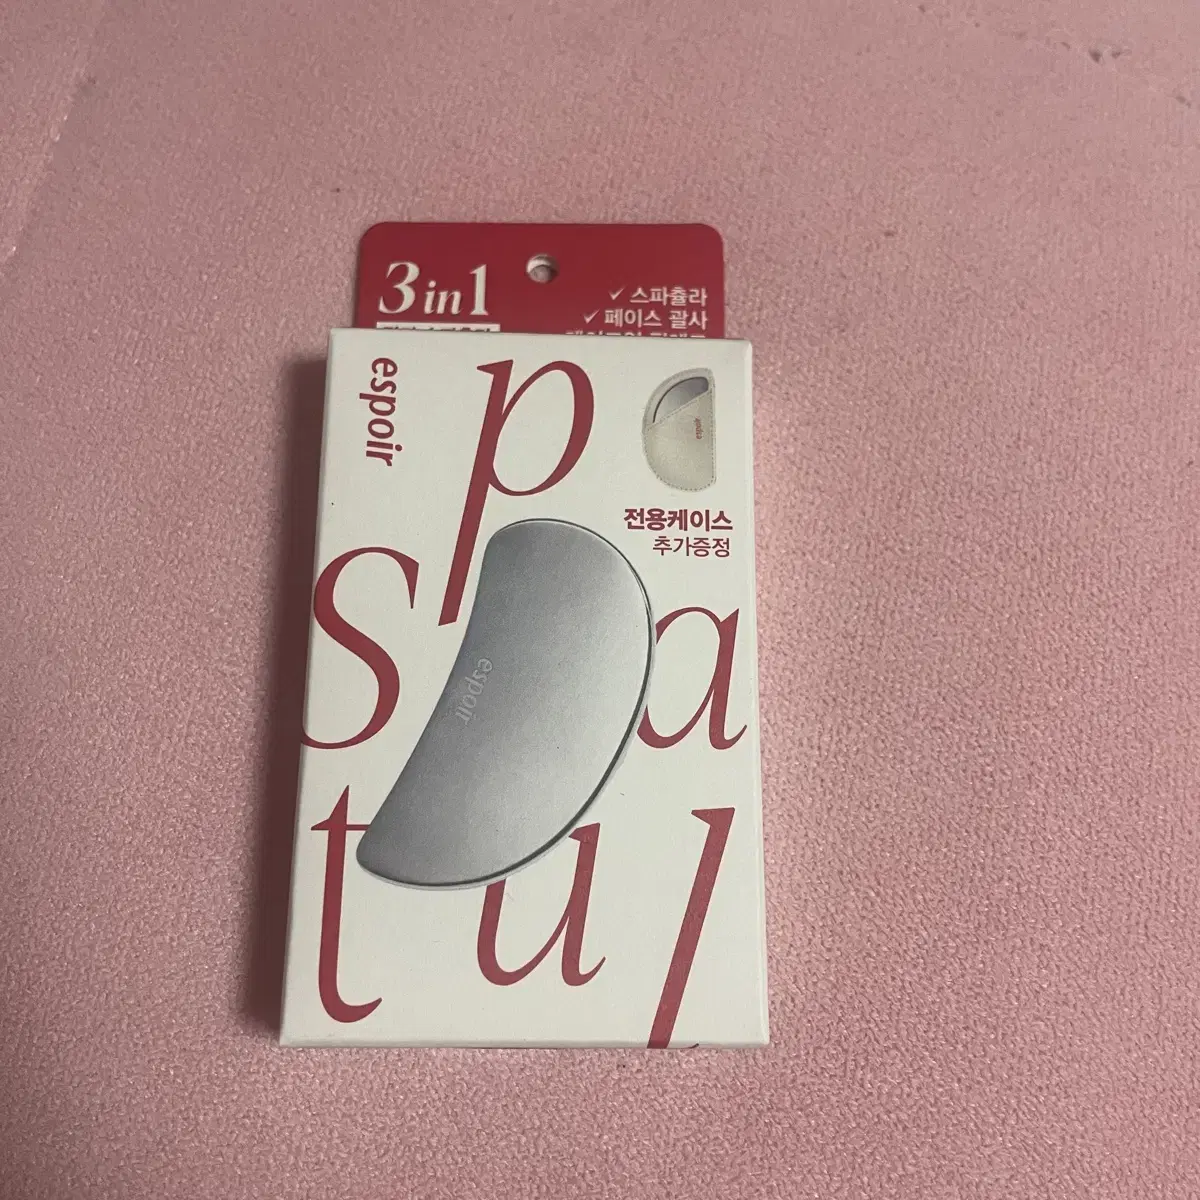 3 in 1
✓ 스파츌라
✓ 페이스 괄사
espoir
spatul
espoir
전용케이스
추가증정
espoir